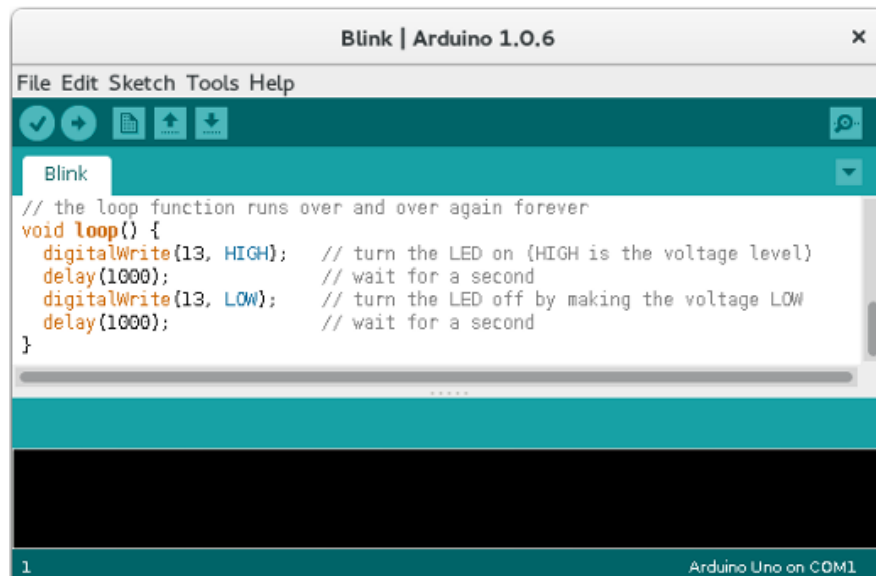 Blink | Arduino 1.0.6 ×
File Edit Sketch Tools Help
Blink
// the loop function runs over and over again forever
void loop() {
  digitalWrite(13, HIGH);   // turn the LED on (HIGH is the voltage level)
  delay(1000);              // wait for a second
  digitalWrite(13, LOW);    // turn the LED off by making the voltage LOW
  delay(1000);              // wait for a second
}
1 Arduino Uno on COM1